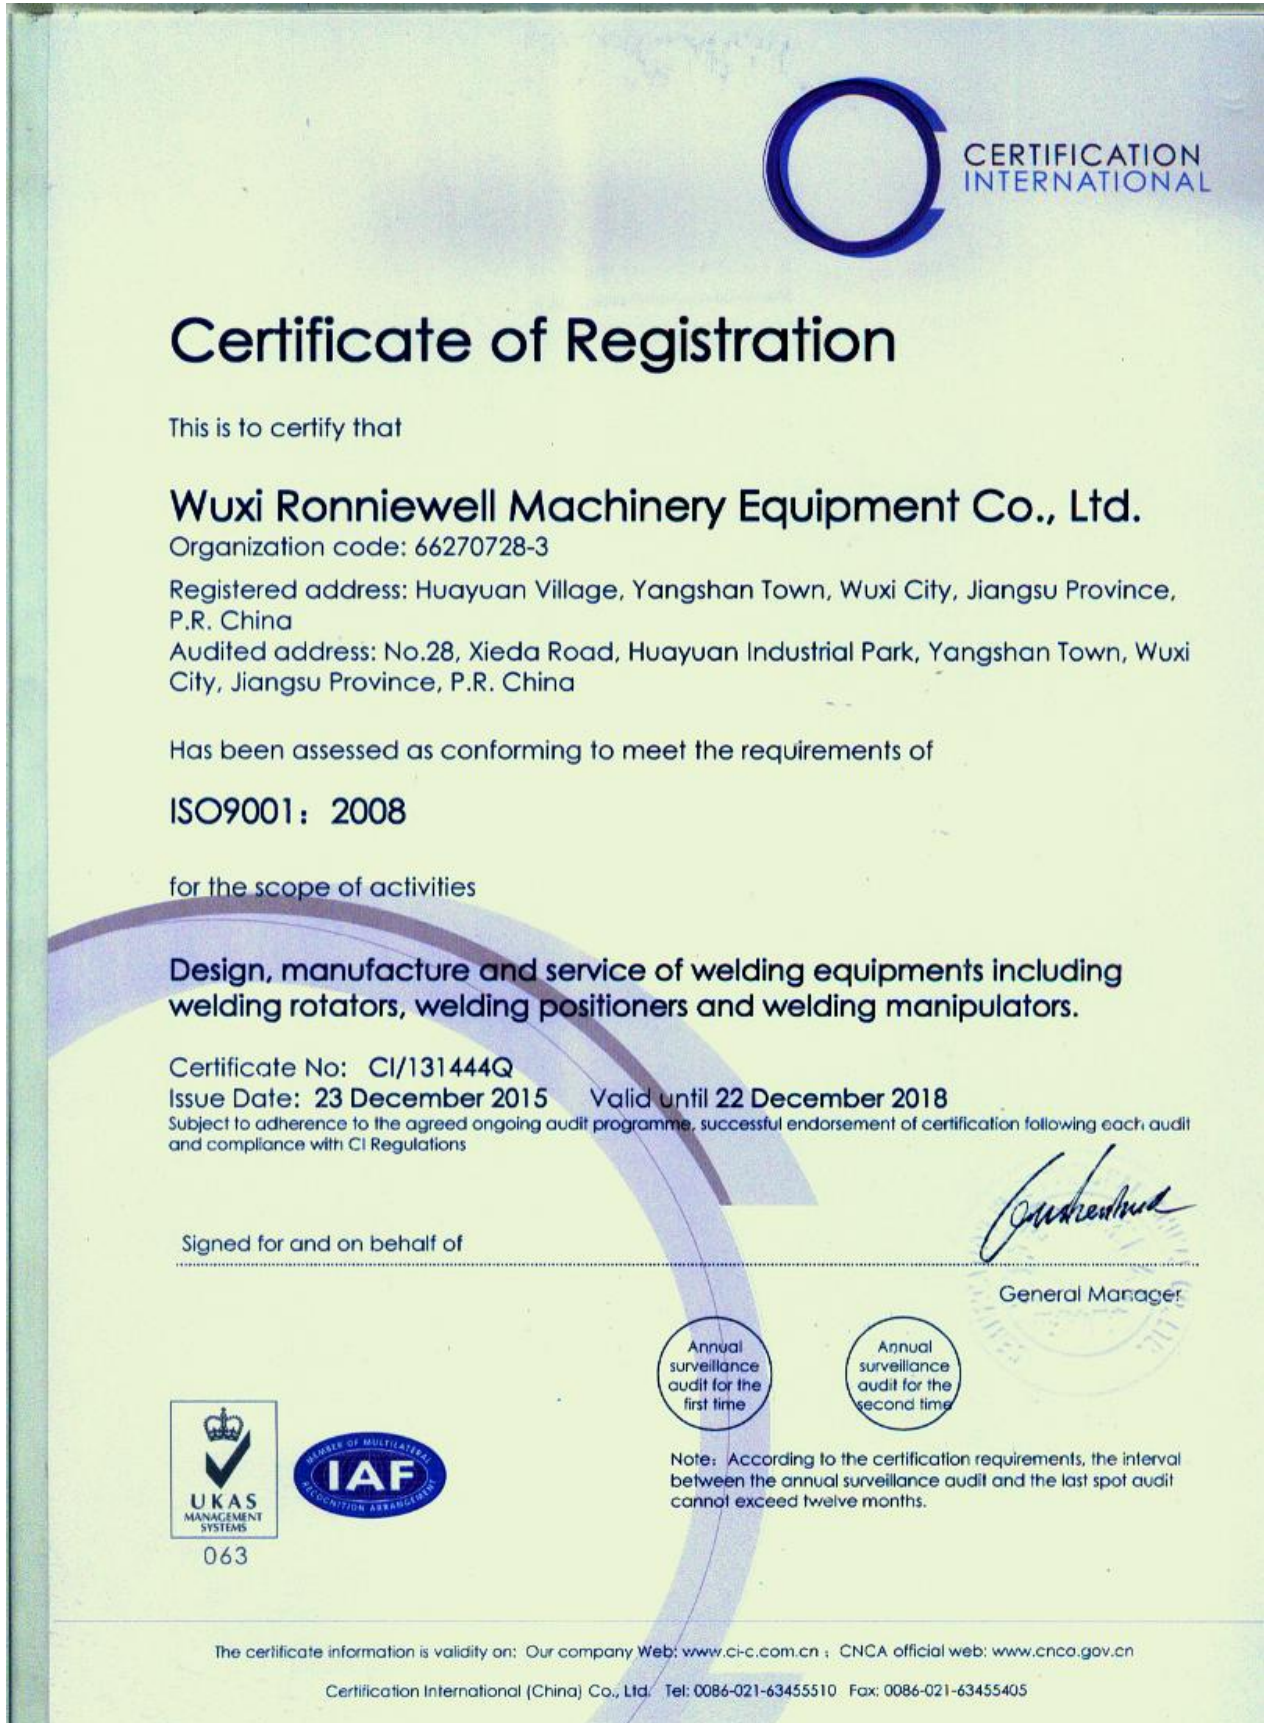 CERTIFICATION
INTERNATIONAL
Certificate of Registration
This is to certify that
Wuxi Ronniewell Machinery Equipment Co., Ltd.
Organization code: 66270728-3
Registered address: Huayuan Village, Yangshan Town, Wuxi City, Jiangsu Province,
P.R. China
Audited address: No.28, Xieda Road, Huayuan Industrial Park, Yangshan Town, Wuxi
City, Jiangsu Province, P.R. China
Has been assessed as conforming to meet the requirements of
ISO9001：2008
for the scope of activities
Design, manufacture and service of welding equipments including
welding rotators, welding positioners and welding manipulators.
Certificate No: CI/131444Q
Issue Date: 23 December 2015 Valid until 22 December 2018
Subject to adherence to the agreed ongoing audit programme, successful endorsement of certification following each audit
and compliance with CI Regulations
Signed for and on behalf of
General Manager
Annual
surveillance
audit for the
first time
Annual
surveillance
audit for the
second time
UKAS
MANAGEMENT
SYSTEMS
063
MEMBER OF MULTILATERAL
IAF
RECOGNITION ARRANGEMENT
Note: According to the certification requirements, the interval
between the annual surveillance audit and the last spot audit
cannot exceed twelve months.
The certificate information is validity on: Our company Web: www.ci-c.com.cn ; CNCA official web: www.cnca.gov.cn
Certification International (China) Co., Ltd. Tel: 0086-021-63455510 Fax: 0086-021-63455405